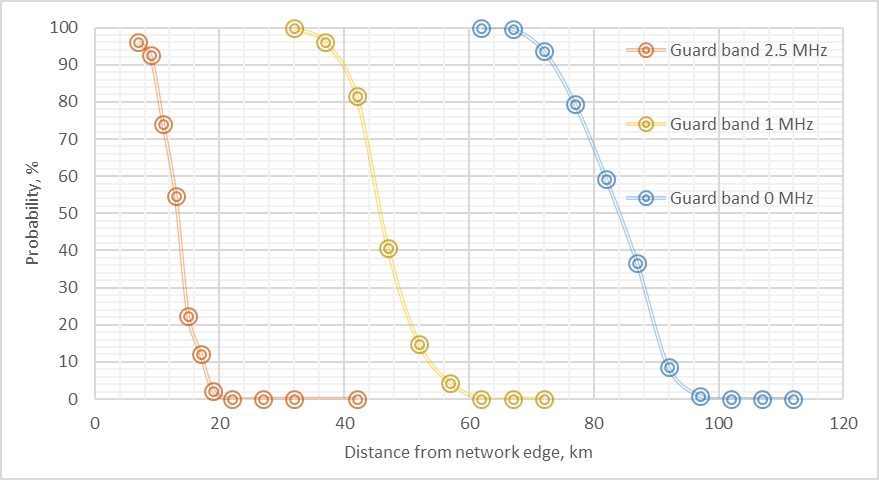 100
90
80
70
60
50
40
30
20
10
0
Probability, %
Guard band 2.5 MHz
Guard band 1 MHz
Guard band 0 MHz
0 20 40 60 80 100 120
Distance from network edge, km